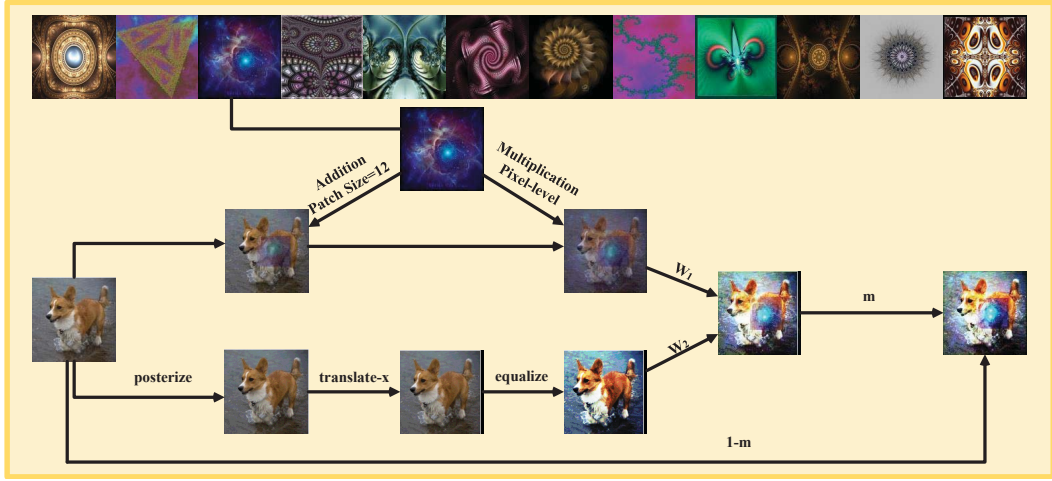 Addition
Patch Size=12
Multiplication
Pixel-level
W1
m
W2
posterize
translate-x
equalize
1-m